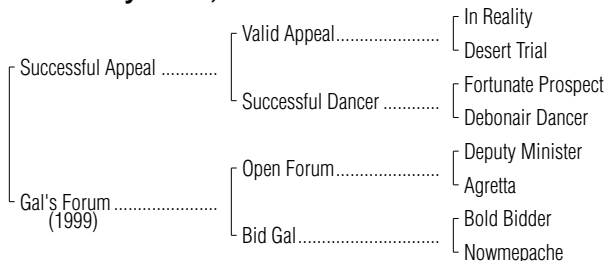 In Reality
Valid Appeal
Desert Trial
Successful Appeal
Fortunate Prospect
Successful Dancer
Debonair Dancer
Deputy Minister
Open Forum
Agretta
Gal's Forum
(1999)
Bold Bidder
Bid Gal
Nowmepache